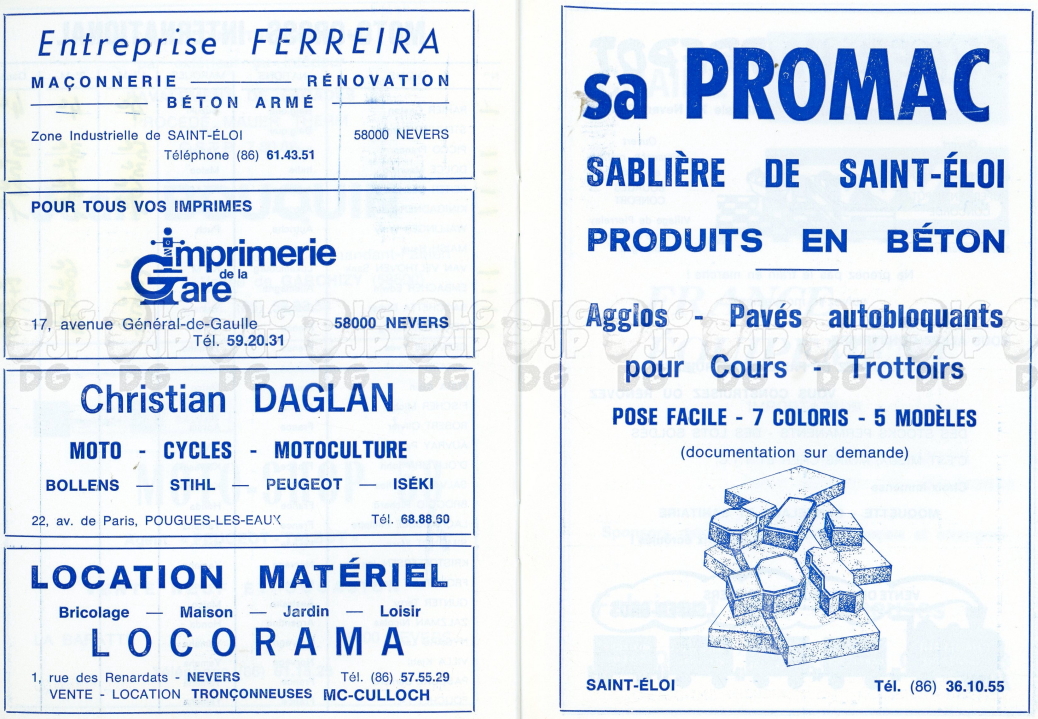 Entreprise FERREIRA
MAÇONNERIE — RÉNOVATION
— BÉTON ARMÉ —
Zone Industrielle de SAINT-ÉLOI 58000 NEVERS
Téléphone (86) 61.43.51
POUR TOUS VOS IMPRIMES
imprimerie
de la
Gare
17, avenue Général-de-Gaulle 58000 NEVERS
Tél. 59.20.31
Christian DAGLAN
MOTO - CYCLES - MOTOCULTURE
BOLLENS — STIHL — PEUGEOT — ISÉKI
22, av. de Paris, POUGUES-LES-EAUX Tél. 68.88.60
LOCATION MATÉRIEL
Bricolage — Maison — Jardin — Loisir
LOCORAMA
1, rue des Renardats - NEVERS Tél. (86) 57.55.29
VENTE - LOCATION TRONÇONNEUSES MC-CULLOCH
sa PROMAC
SABLIÈRE DE SAINT-ÉLOI
PRODUITS EN BÉTON
Agglos - Pavés autobloquants
pour Cours - Trottoirs
POSE FACILE - 7 COLORIS - 5 MODÈLES
(documentation sur demande)
SAINT-ÉLOI Tél. (86) 36.10.55